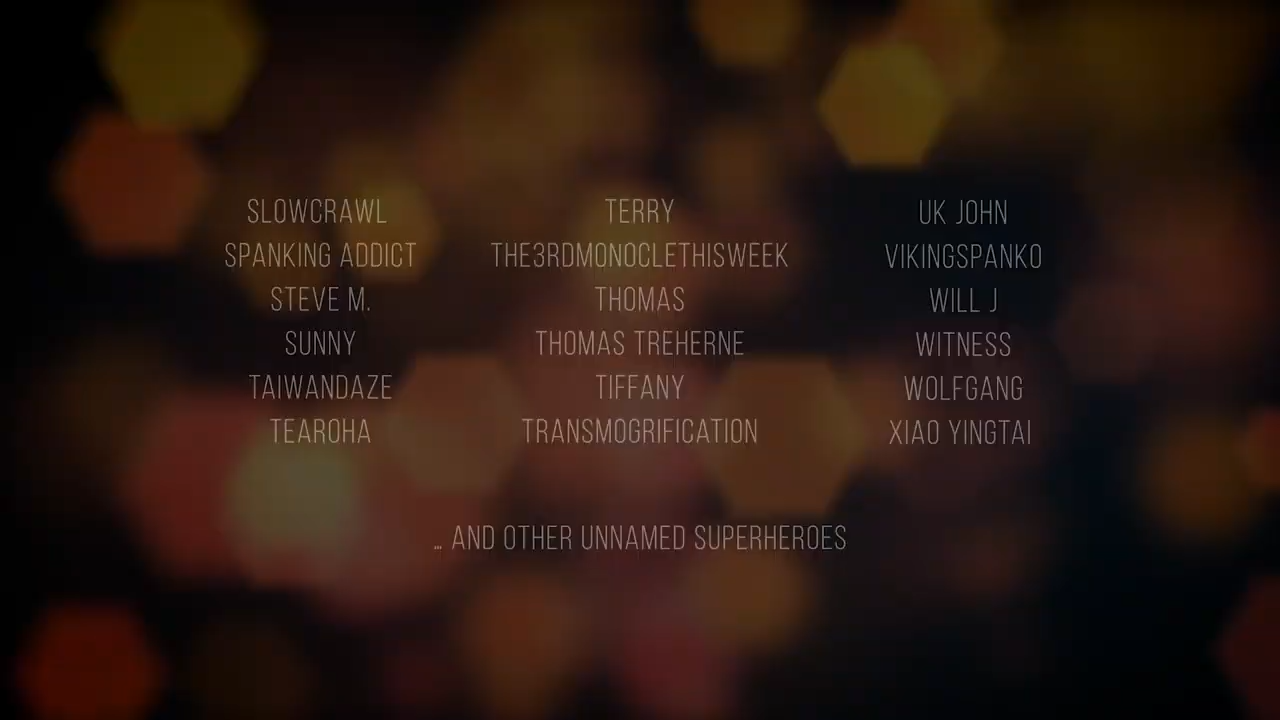 SLOWCRAWL
SPANKING ADDICT
STEVE M.
SUNNY
TAIWANDAZE
TEAROHA
TERRY
THE3RDMONOCLETHISWEEK
THOMAS
THOMAS TREHERNE
TIFFANY
TRANSMOGRIFICATION
UK JOHN
VIKINGSPANKO
WILL J
WITNESS
WOLFGANG
XIAO YINGTAI
... AND OTHER UNNAMED SUPERHEROES